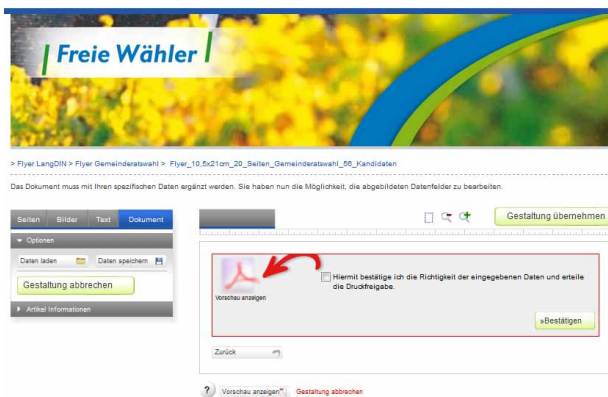 Freie Wähler
> Flyer LangDIN > Flyer Gemeinderatswahl > Flyer_10,5x21cm_20_Seiten_Gemeinderatswahl_56_Kandidaten
Das Dokument muss mit Ihren spezifischen Daten ergänzt werden. Sie haben nun die Möglichkeit, die abgebildeten Datenfelder zu bearbeiten.
Seiten Bilder Text Dokument
Gestaltung übernehmen
Optionen
Daten laden Daten speichern
Gestaltung abbrechen
Artikel Informationen
Hiermit bestätige ich die Richtigkeit der eingegebenen Daten und erteile
die Druckfreigabe.
Vorschau anzeigen
»Bestätigen
Zurück
? Vorschau anzeigen Gestaltung abbrechen